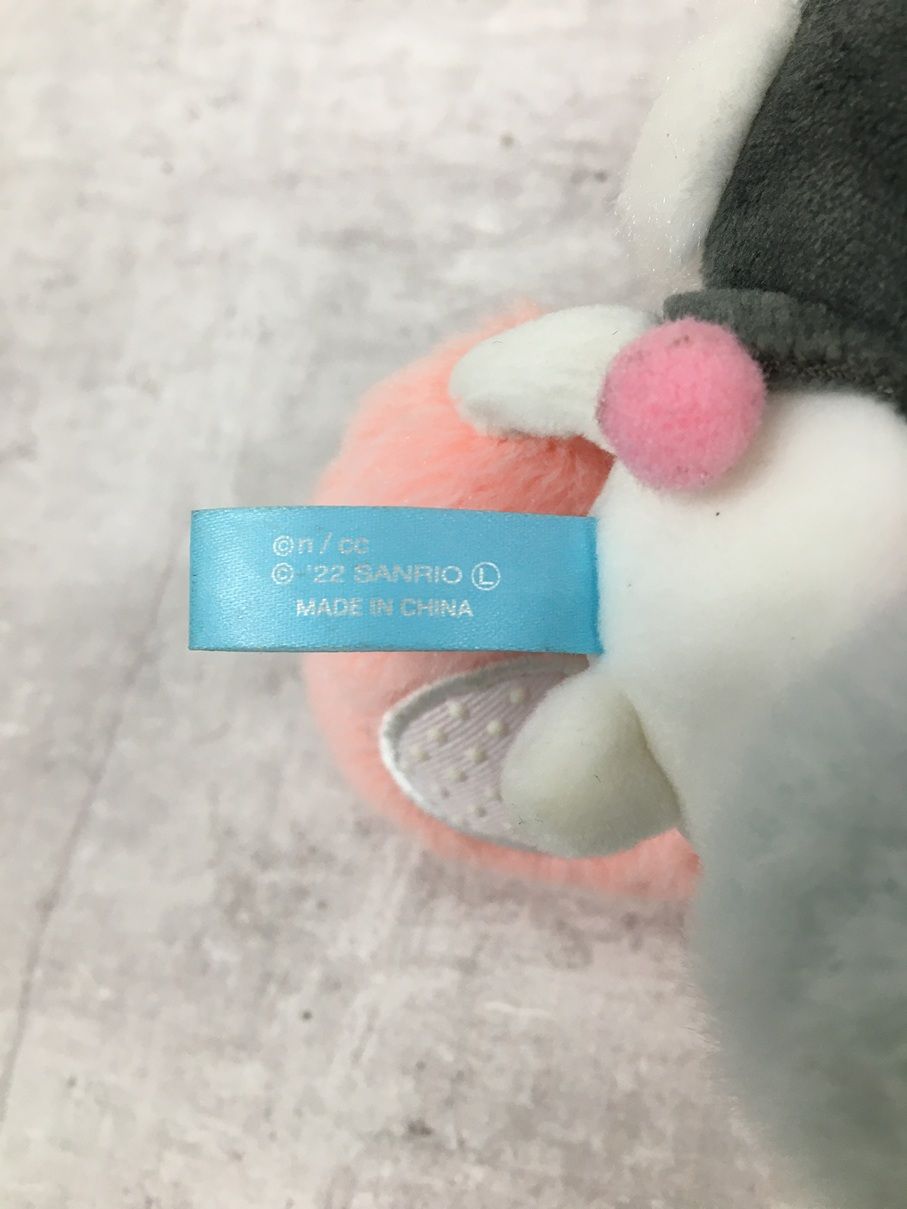 ©n / cc
© '22 SANRIO Ⓛ
MADE IN CHINA